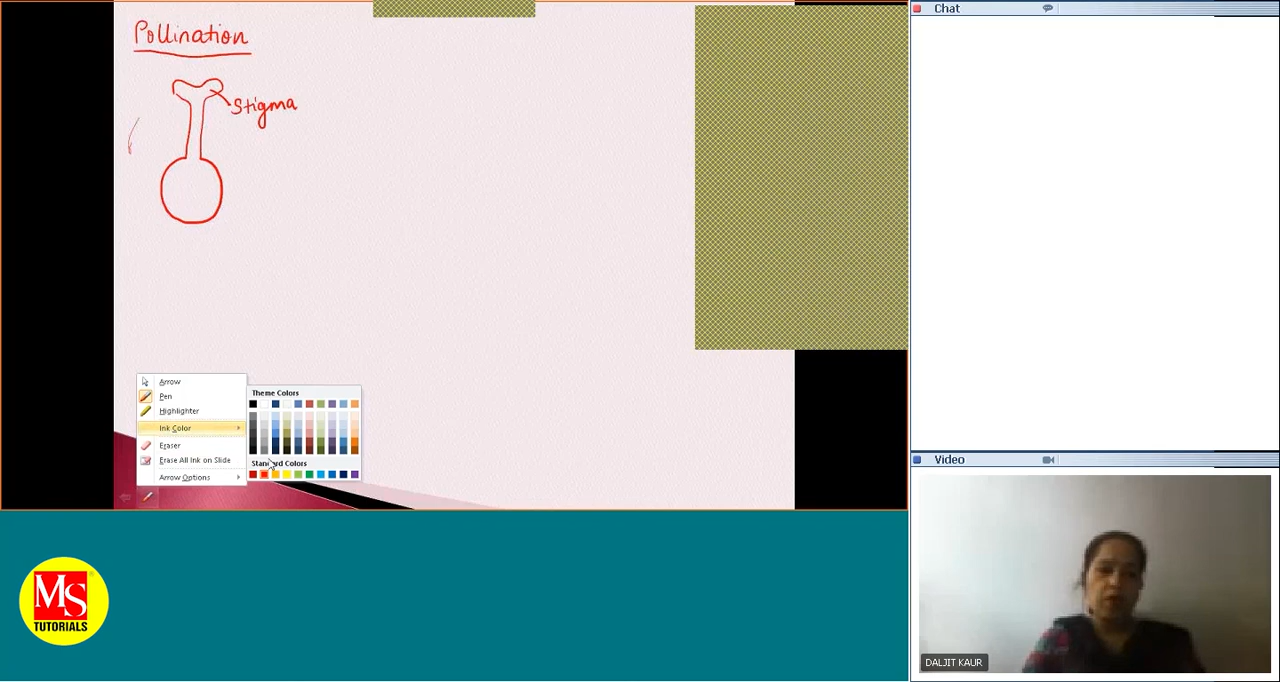 Pollination
Stigma
Arrow
Pen
Highlighter
Ink Color
Eraser
Erase All Ink on Slide
Arrow Options
Theme Colors
Standard Colors
MS
TUTORIALS
Chat
Video
DALJIT KAUR